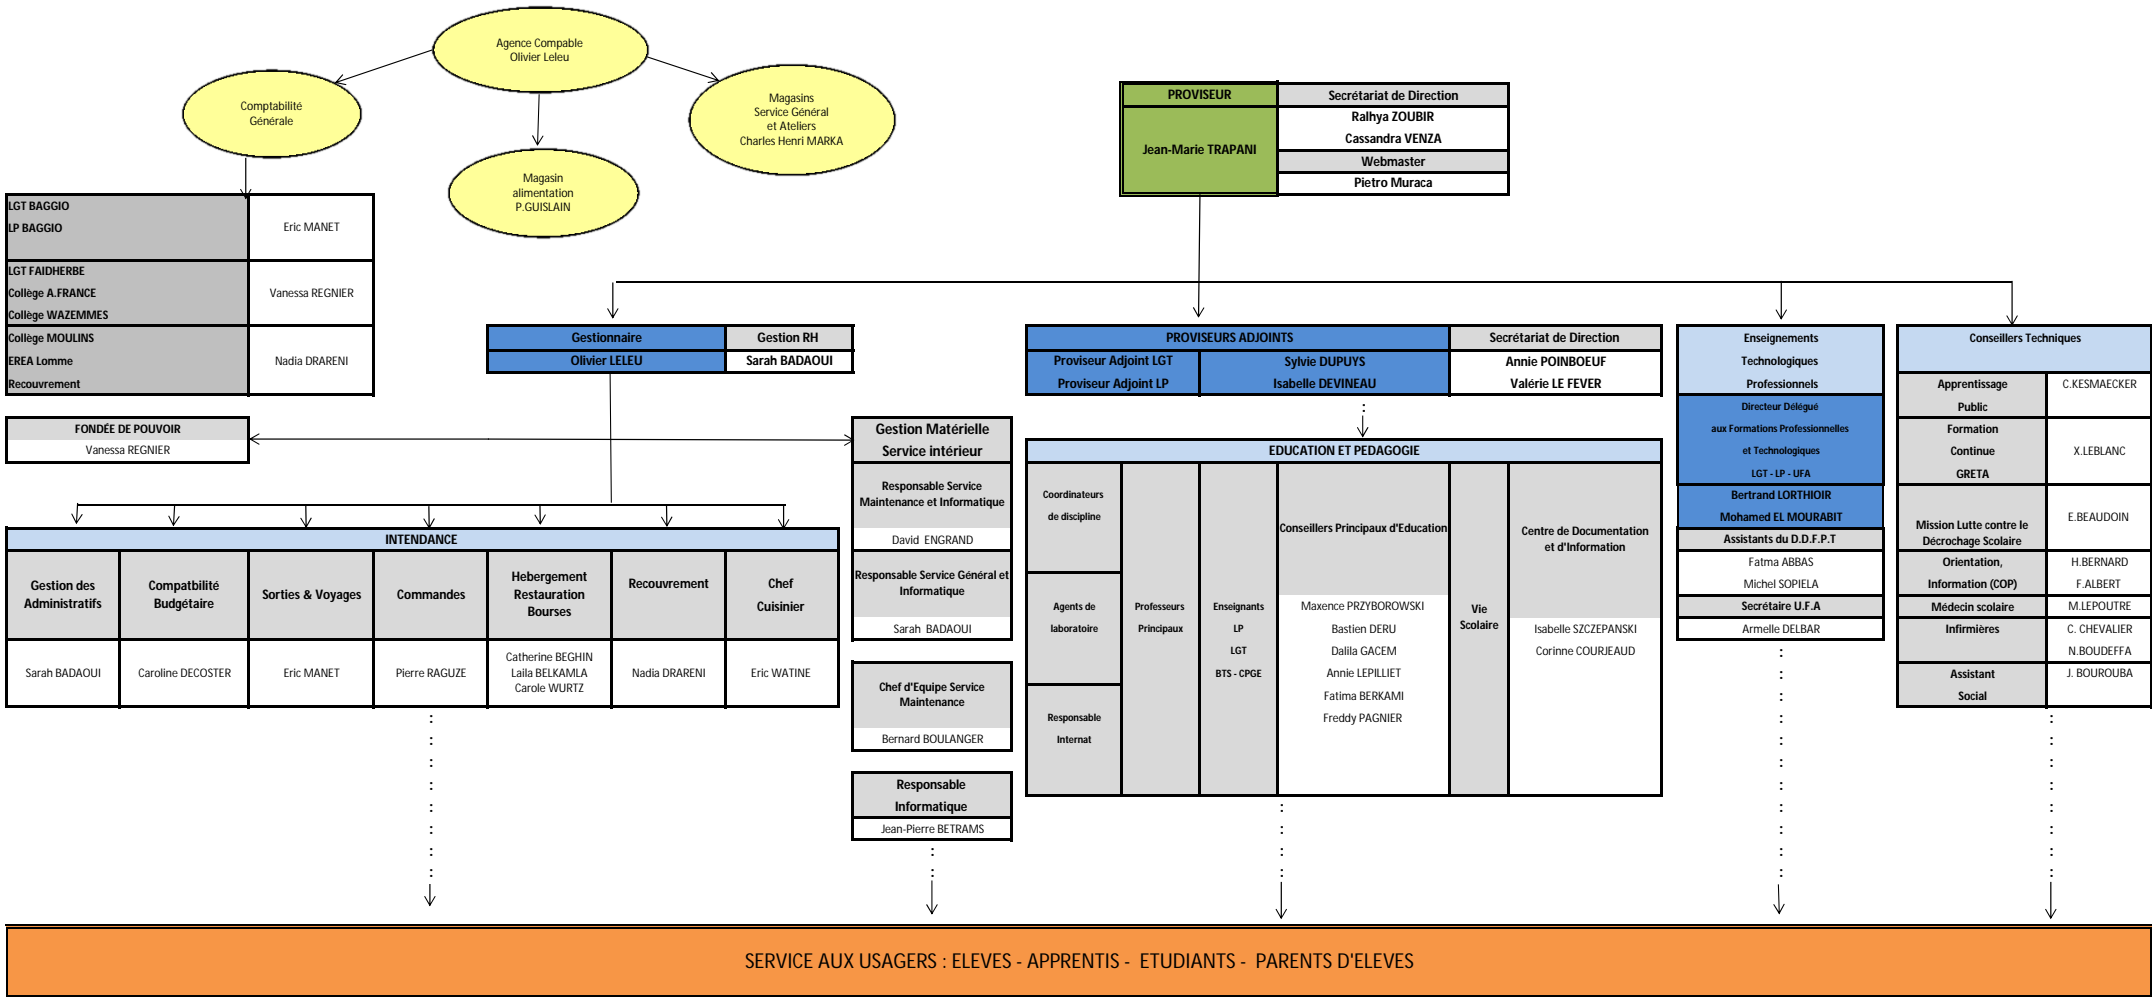 Agence Compable
Olivier Leleu
Comptabilité
Générale
Magasins
Service Général
et Ateliers
Charles Henri MARKA
Magasin
alimentation
P.GUISLAIN
PROVISEUR
Jean-Marie TRAPANI
Secrétariat de Direction
Ralhya ZOUBIR
Cassandra VENZA
Webmaster
Pietro Muraca
LGT BAGGIO
LP BAGGIO
Eric MANET
LGT FAIDHERBE
Collège A.FRANCE
Collège WAZEMMES
Vanessa REGNIER
Collège MOULINS
EREA Lomme
Recouvrement
Nadia DRARENI
Gestionnaire
Olivier LELEU
Gestion RH
Sarah BADAOUI
PROVISEURS ADJOINTS
Proviseur Adjoint LGT
Sylvie DUPUYS
Proviseur Adjoint LP
Isabelle DEVINEAU
Secrétariat de Direction
Annie POINBOEUF
Valérie LE FEVER
Enseignements
Technologiques
Professionnels
Directeur Délégué
aux Formations Professionnelles
et Technologiques
LGT - LP - UFA
Bertrand LORTHIOIR
Mohamed EL MOURABIT
Assistants du D.D.F.P.T
Fatma ABBAS
Michel SOPIELA
Secrétaire U.F.A
Armelle DELBAR
Conseillers Techniques
Apprentissage
Public
C.KESMAECKER
Formation
Continue
GRETA
X.LEBLANC
Mission Lutte contre le
Décrochage Scolaire
E.BEAUDOIN
Orientation,
Information (COP)
H.BERNARD
F.ALBERT
Médecin scolaire
M.LEPOUTRE
Infirmières
C. CHEVALIER
N.BOUDEFFA
Assistant
Social
J. BOUROUBA
FONDÉE DE POUVOIR
Vanessa REGNIER
Gestion Matérielle
Service intérieur
Responsable Service
Maintenance et Informatique
David ENGRAND
Responsable Service Général et
Informatique
Sarah BADAOUI
Chef d'Equipe Service
Maintenance
Bernard BOULANGER
Responsable
Informatique
Jean-Pierre BETRAMS
INTENDANCE
Gestion des
Administratifs
Sarah BADAOUI
Compatbilité
Budgétaire
Caroline DECOSTER
Sorties & Voyages
Eric MANET
Commandes
Pierre RAGUZE
Hebergement
Restauration
Bourses
Catherine BEGHIN
Laila BELKAMLA
Carole WURTZ
Recouvrement
Nadia DRARENI
Chef
Cuisinier
Eric WATINE
EDUCATION ET PEDAGOGIE
Coordinateurs
de discipline
Agents de
laboratoire
Responsable
Internat
Professeurs
Principaux
Enseignants
LP
LGT
BTS - CPGE
Conseillers Principaux d'Education
Maxence PRZYBOROWSKI
Bastien DERU
Dalila GACEM
Annie LEPILLIET
Fatima BERKAMI
Freddy PAGNIER
Vie
Scolaire
Centre de Documentation
et d'Information
Isabelle SZCZEPANSKI
Corinne COURJEAUD
SERVICE AUX USAGERS : ELEVES - APPRENTIS - ETUDIANTS - PARENTS D'ELEVES